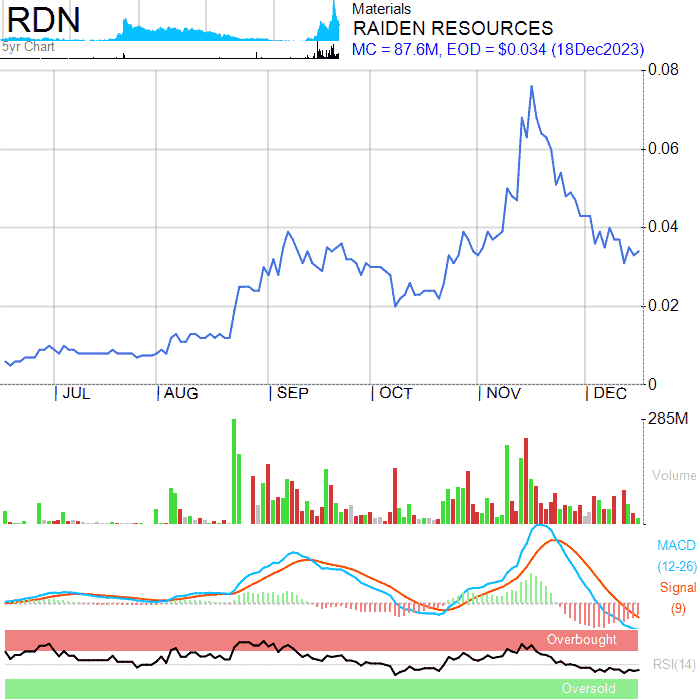 RDN
5yr Chart
Materials
RAIDEN RESOURCES
MC = 87.6M, EOD = $0.034 (18Dec2023)
0.08
0.06
0.04
0.02
0
JUL
AUG
SEP
OCT
NOV
DEC
285M
Volume
MACD
(12-26)
Signal
(9)
Overbought
RSI(14)
Oversold